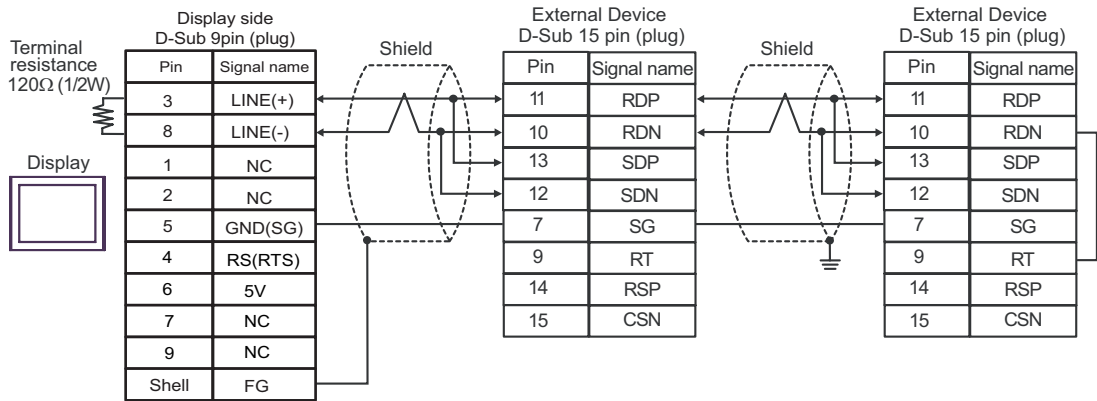 Terminal
resistance
120Ω (1/2W)
Display
Display side
D-Sub 9pin (plug)
Pin Signal name
3 LINE(+)
8 LINE(-)
1 NC
2 NC
5 GND(SG)
4 RS(RTS)
6 5V
7 NC
9 NC
Shell FG
Shield
External Device
D-Sub 15 pin (plug)
Pin Signal name
11 RDP
10 RDN
13 SDP
12 SDN
7 SG
9 RT
14 RSP
15 CSN
Shield
External Device
D-Sub 15 pin (plug)
Pin Signal name
11 RDP
10 RDN
13 SDP
12 SDN
7 SG
9 RT
14 RSP
15 CSN